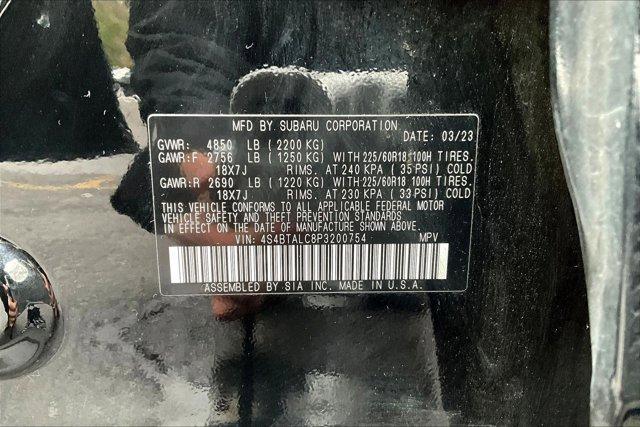 MFD BY SUBARU CORPORATION
DATE: 03/23
GVWR: 4850 LB (2200 KG)
GAWR:F 2756 LB (1250 KG) WITH 225/60R18 100H TIRES.
18X7J RIMS. AT 240 KPA (35 PSI) COLD
GAWR:R 2690 LB (1220 KG) WITH 225/60R18 100H TIRES.
18X7J RIMS. AT 230 KPA (33 PSI) COLD
THIS VEHICLE CONFORMS TO ALL APPLICABLE FEDERAL MOTOR
VEHICLE SAFETY AND THEFT PREVENTION STANDARDS
IN EFFECT ON THE DATE OF MANUFACTURE SHOWN ABOVE.
VIN: 4S4BTALC8P3200754 MPV
ASSEMBLED BY SIA INC. MADE IN U.S.A.